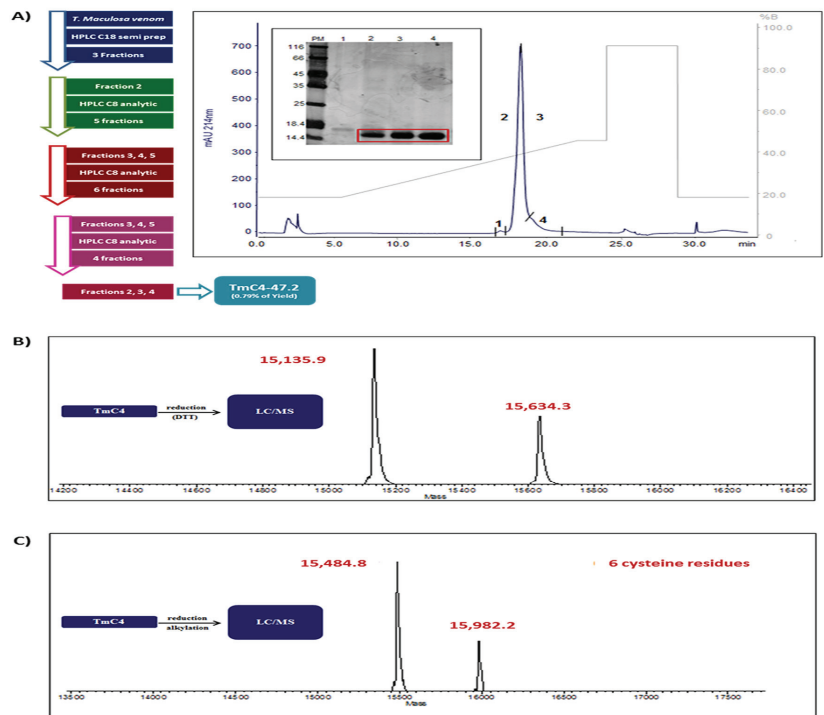 A)
T. Maculosa venom
HPLC C18 semi prep
3 Fractions
Fraction 2
HPLC C8 analytic
5 fractions
Fractions 3, 4, 5
HPLC C8 analytic
6 fractions
Fractions 3, 4, 5
HPLC C8 analytic
4 fractions
Fractions 2, 3, 4
TmC4-47.2
(0.79% of Yield)
mAU 214nm
700
600
500
400
300
200
100
0
PM 1 2 3 4
116
66
45
35
25
18.4
14.4
2 3
1 4
0.0 5.0 10.0 15.0 20.0 25.0 30.0 min
%B
100.0
80.0
60.0
40.0
20.0
0
B)
15,135.9
15,634.3
TmC4
reduction
(DTT)
LC/MS
14200 14400 14600 14800 15000 15200 15400 15600 15800 16000 16200 16400
Mass
C)
15,484.8
6 cysteine residues
15,982.2
TmC4
reduction
alkylation
LC/MS
13500 14000 14500 15000 15500 16000 16500 17000 17500
Mass